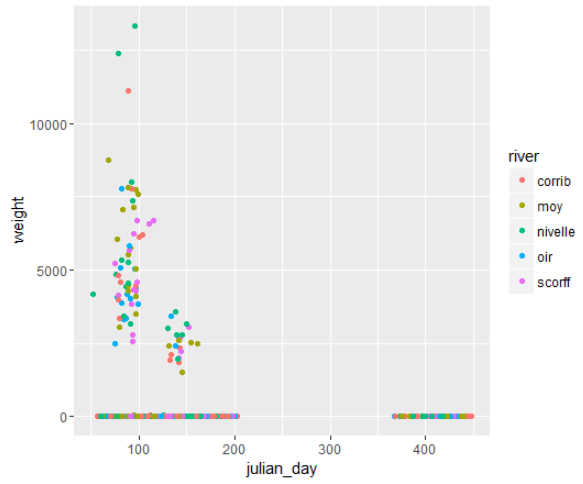 10000
5000
0
weight
100
200
300
400
julian_day
river
corrib
moy
nivelle
oir
scorff